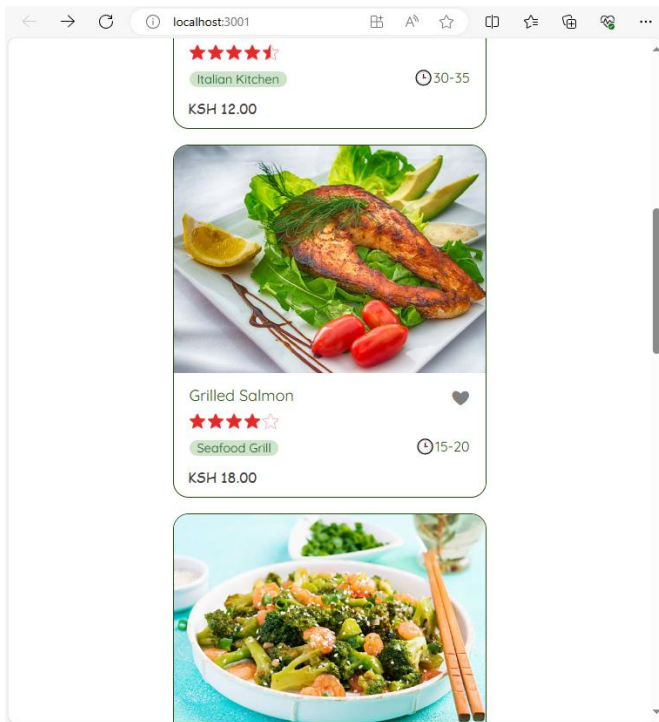 localhost:3001
Italian Kitchen
30-35
KSH 12.00
Grilled Salmon
Seafood Grill
15-20
KSH 18.00